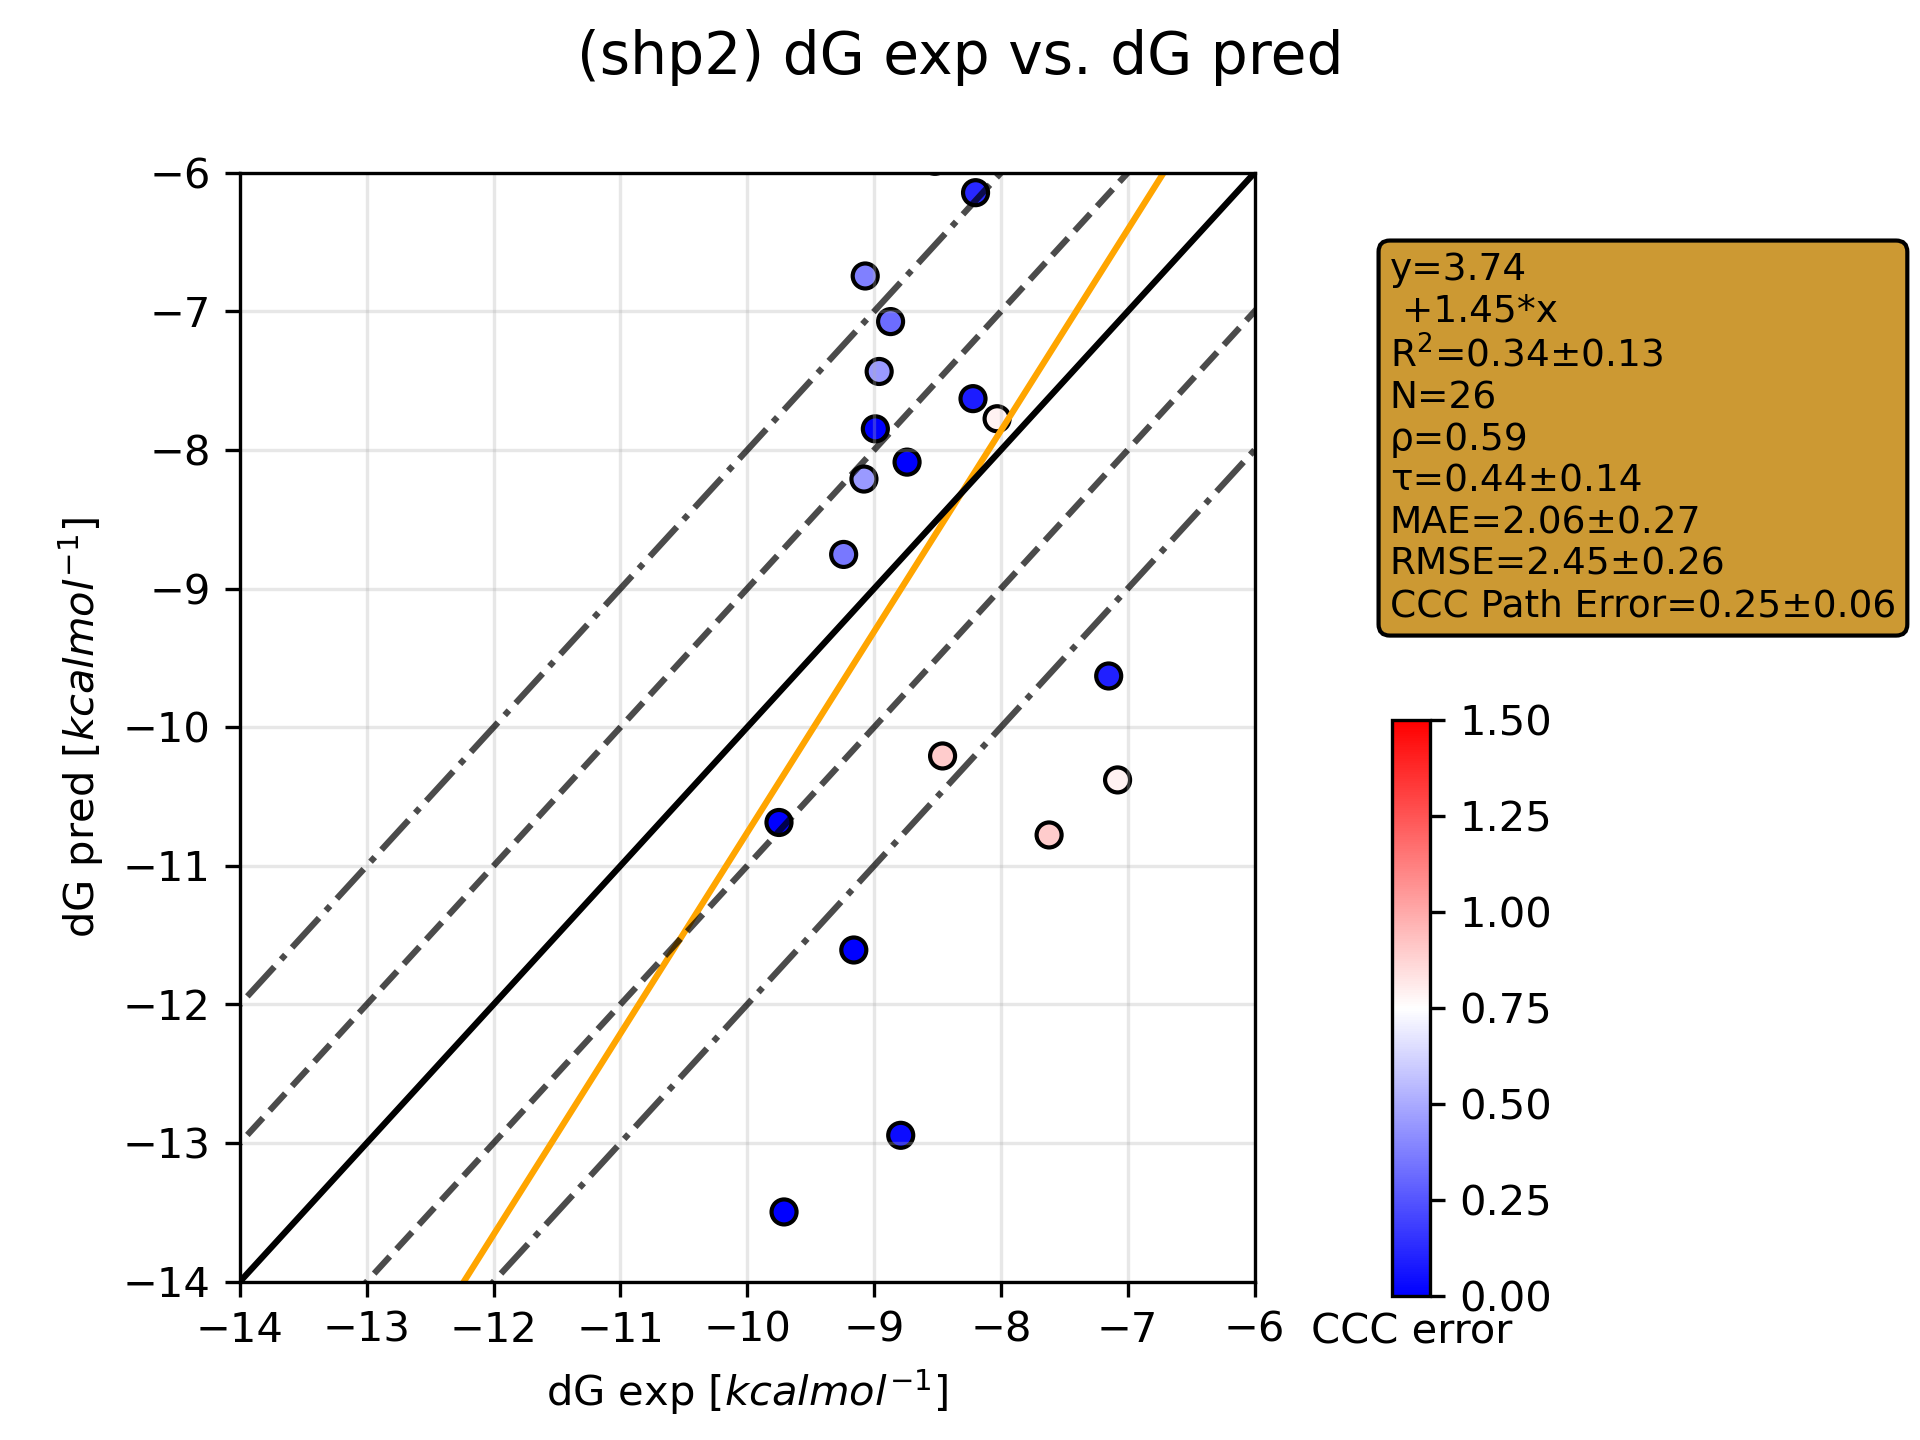 (shp2) dG exp vs. dG pred
−6
−7
−8
−9
−10
−11
−12
−13
−14
dG pred [kcalmol⁻¹]
−14 −13 −12 −11 −10 −9 −8 −7 −6
dG exp [kcalmol⁻¹]
y=3.74
+1.45*x
R²=0.34±0.13
N=26
ρ=0.59
τ=0.44±0.14
MAE=2.06±0.27
RMSE=2.45±0.26
CCC Path Error=0.25±0.06
1.50
1.25
1.00
0.75
0.50
0.25
0.00
CCC error